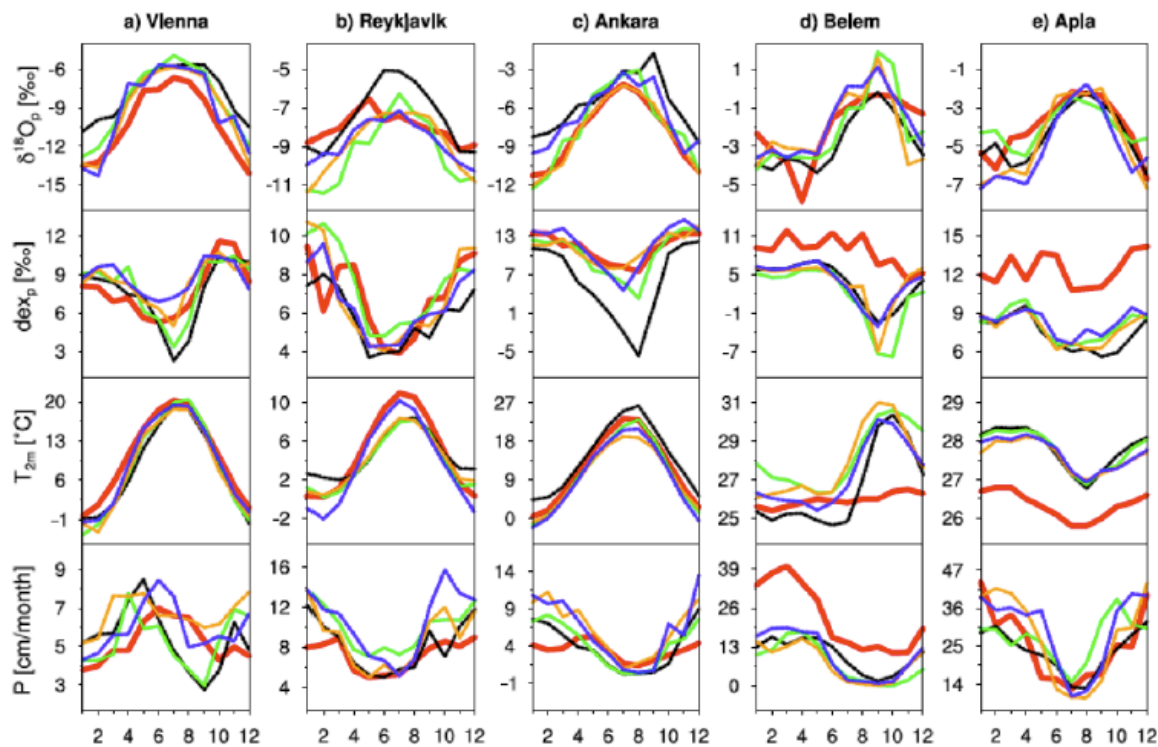 a) Vienna b) Reykjavik c) Ankara d) Belem e) Apia
δ¹⁸Oₚ [‰]
-6 -9 -12 -15
-5 -7 -9 -11
-3 -6 -9 -12
1 -1 -3 -5
-1 -3 -5 -7
dexₚ [‰]
12 9 6 3
10 8 6 4
13 7 1 -5
11 5 -1 -7
15 12 9 6
T₂ₘ [°C]
20 13 6 -1
10 6 2 -2
27 18 9 0
31 29 27 25
29 28 27 26
P [cm/month]
9 7 5 3
16 12 8 4
14 9 4 -1
39 26 13 0
47 36 25 14
2 4 6 8 10 12 2 4 6 8 10 12 2 4 6 8 10 12 2 4 6 8 10 12 2 4 6 8 10 12